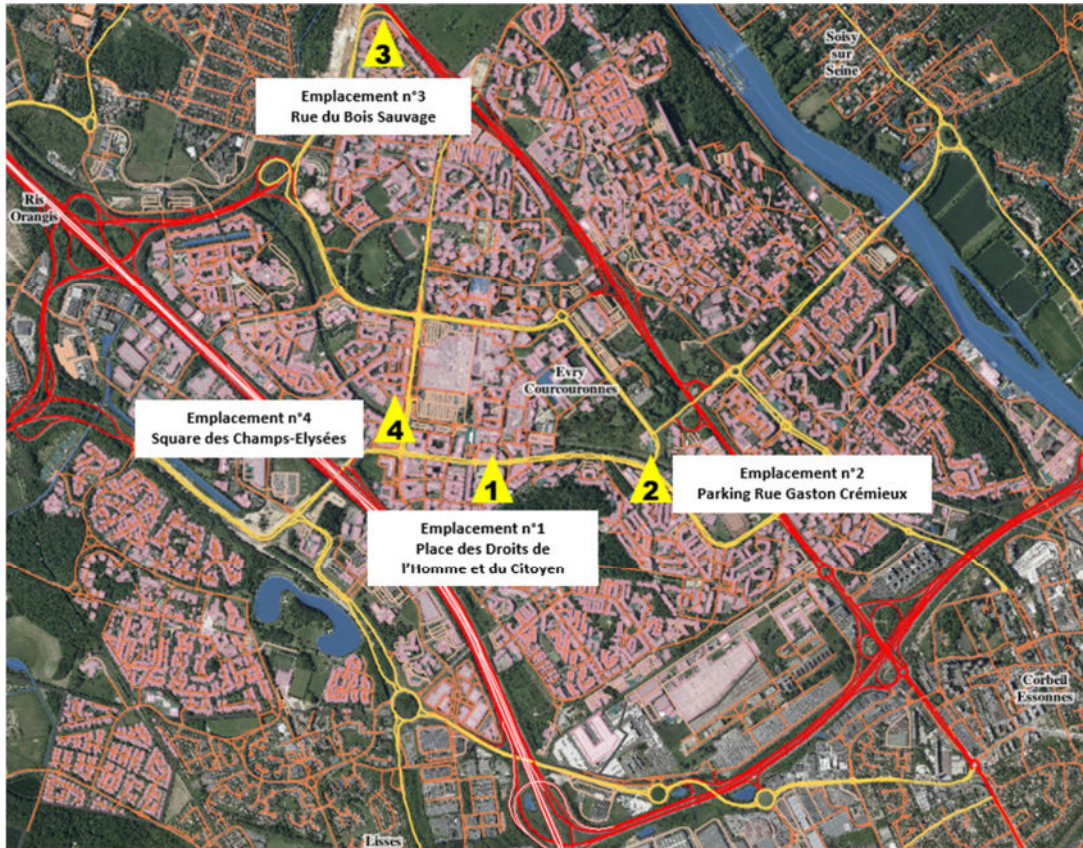 3
Emplacement n°3
Rue du Bois Sauvage
Soisy
sur
Seine
Ris
Orangis
Evry
Courcouronnes
Emplacement n°4
Square des Champs-Elysées
4
1
2
Emplacement n°2
Parking Rue Gaston Crémieux
Emplacement n°1
Place des Droits de
l'Homme et du Citoyen
Corbeil
Essonnes
Lisses